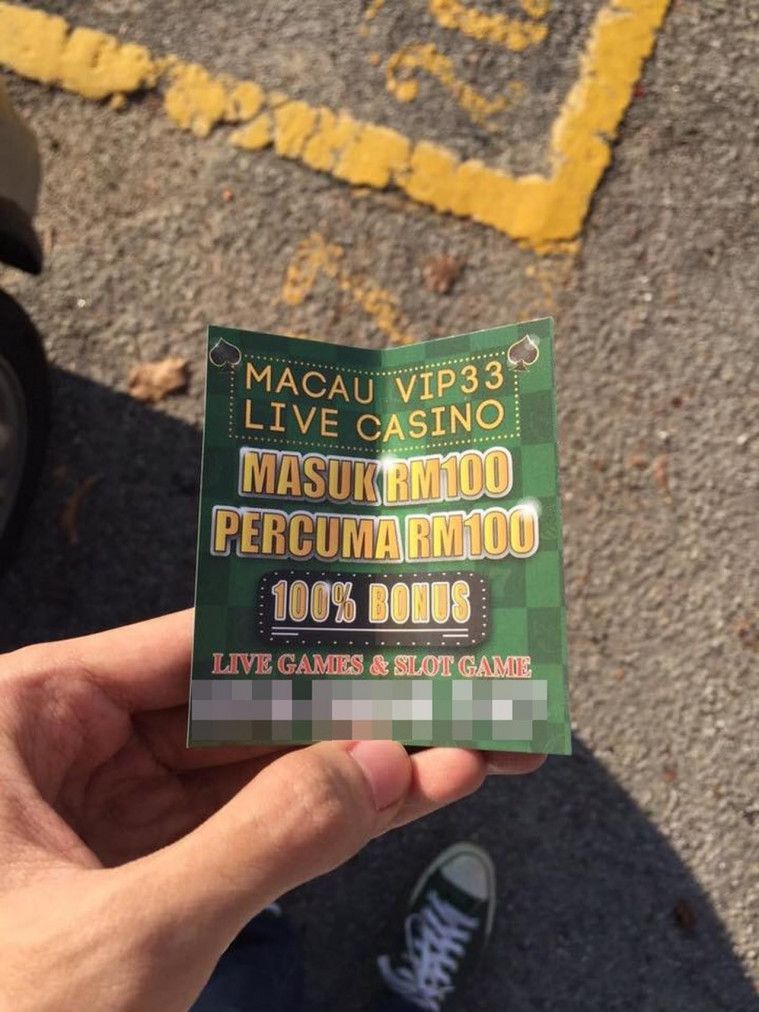 MACAU VIP33
LIVE CASINO
MASUK RM100
PERCUMA RM100
100% BONUS
LIVE GAMES & SLOT GAME